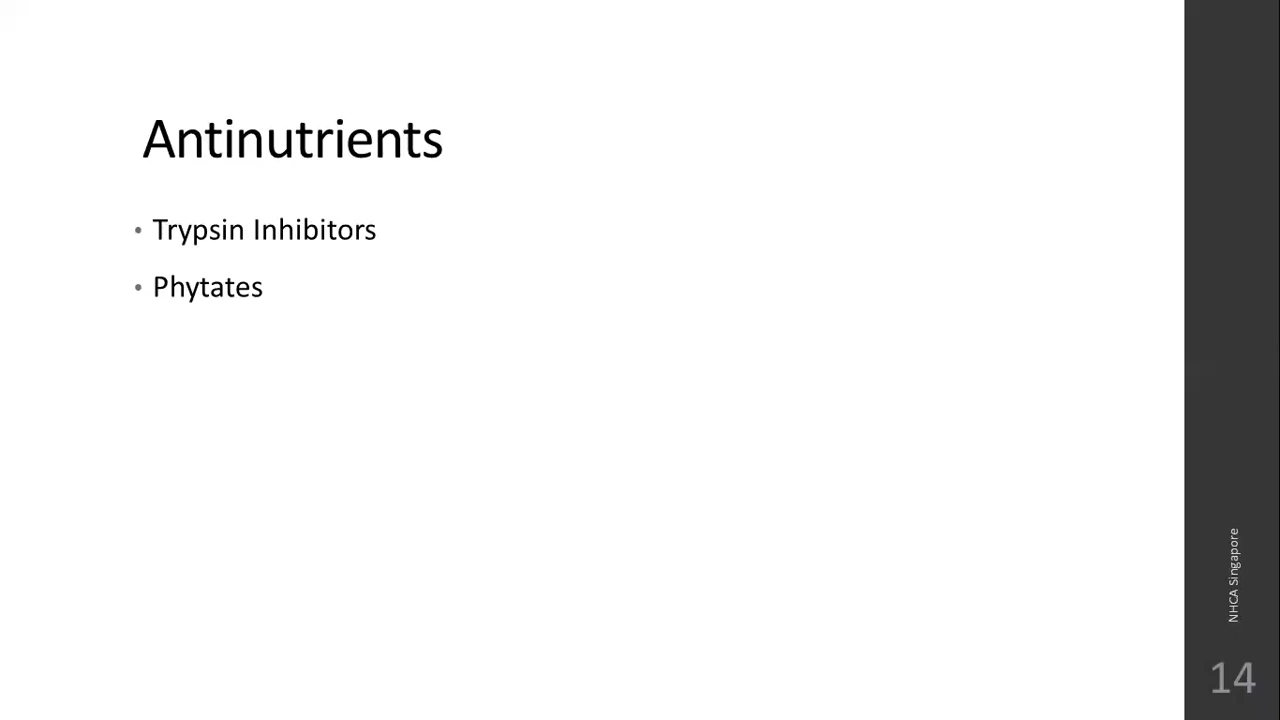 Antinutrients
• Trypsin Inhibitors
• Phytates
NHCA Singapore
14